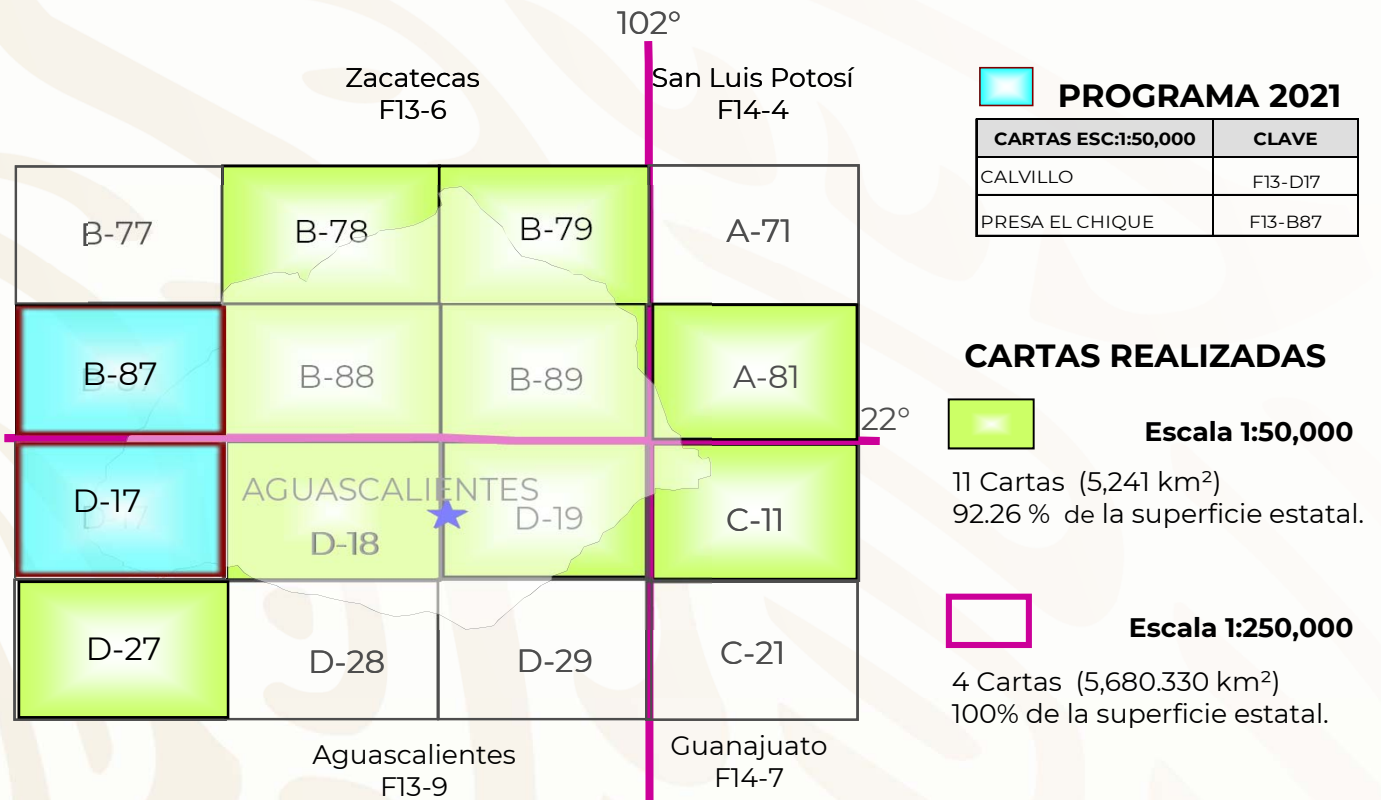 102°
Zacatecas
F13-6
San Luis Potosí
F14-4
B-77
B-78
B-79
A-71
B-87
B-88
B-89
A-81
22°
D-17
AGUASCALIENTES
D-18
D-19
C-11
D-27
D-28
D-29
C-21
Aguascalientes
F13-9
Guanajuato
F14-7
PROGRAMA 2021
CARTAS ESC:1:50,000 CLAVE
CALVILLO F13-D17
PRESA EL CHIQUE F13-B87
CARTAS REALIZADAS
Escala 1:50,000
11 Cartas (5,241 km²)
92.26 % de la superficie estatal.
Escala 1:250,000
4 Cartas (5,680.330 km²)
100% de la superficie estatal.